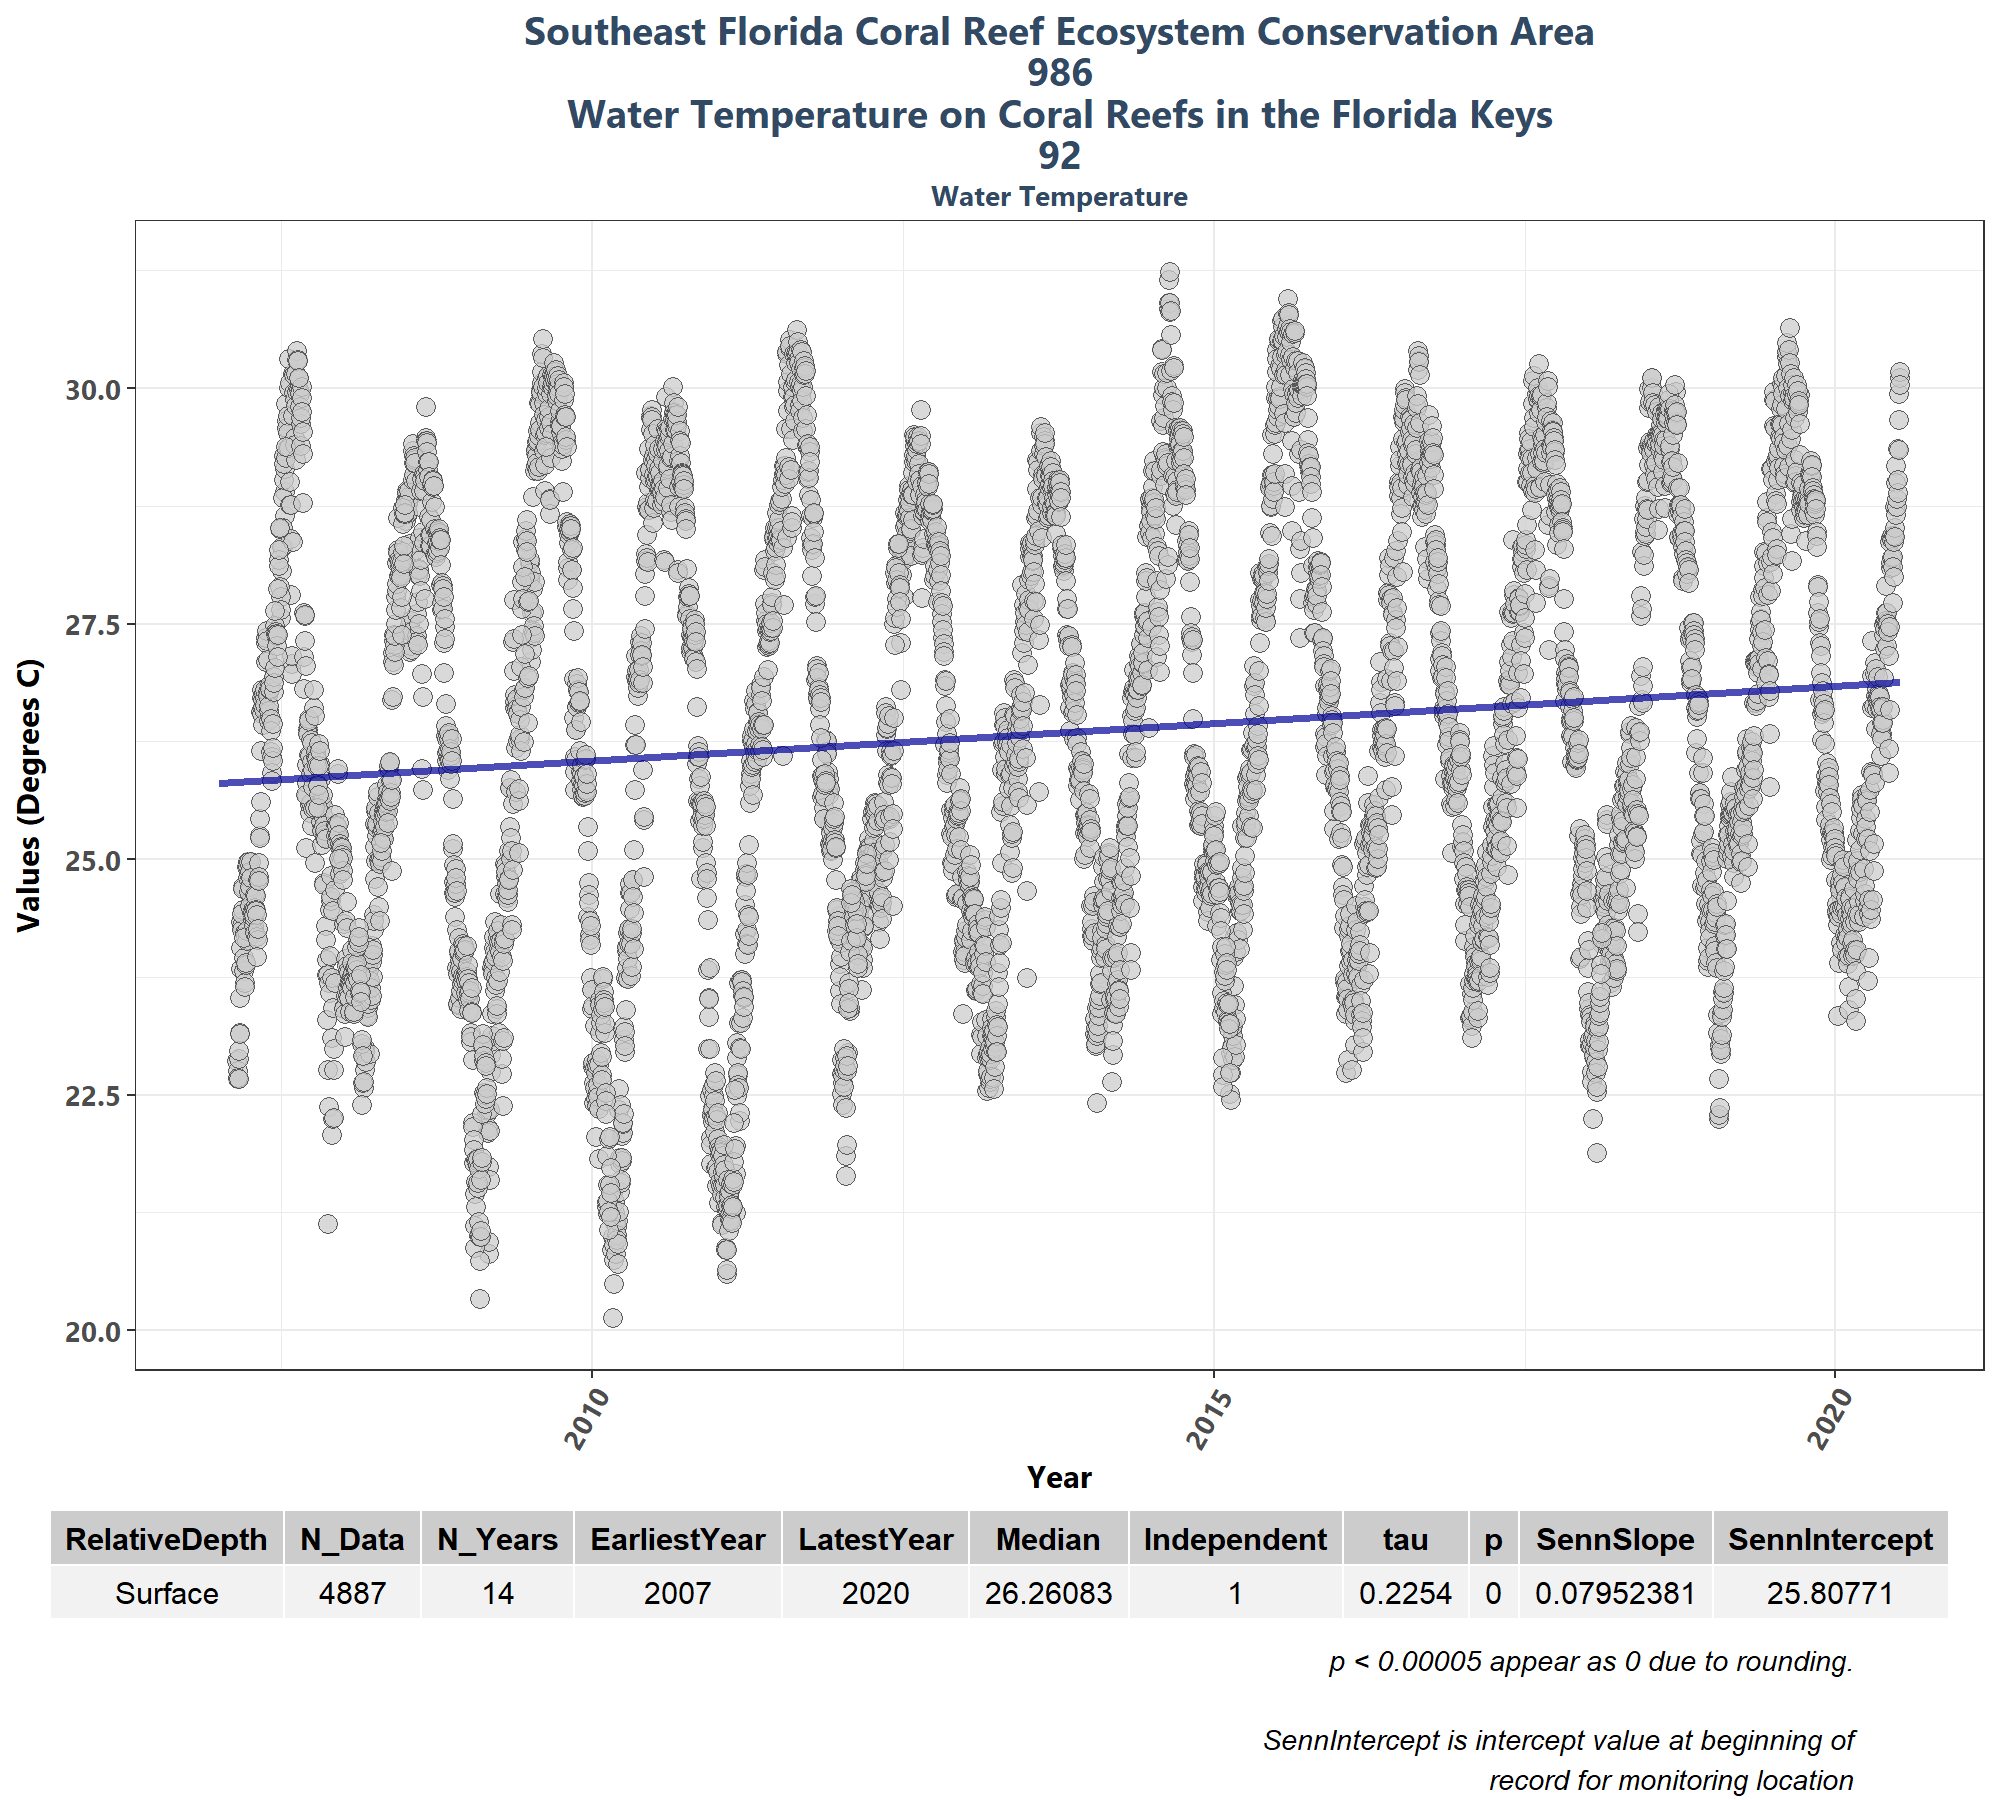 Southeast Florida Coral Reef Ecosystem Conservation Area
986
Water Temperature on Coral Reefs in the Florida Keys
92
Water Temperature
Values (Degrees C)
30.0
27.5
25.0
22.5
20.0
2010
2015
2020
Year
RelativeDepth N_Data N_Years EarliestYear LatestYear Median Independent tau p SennSlope SennIntercept
Surface 4887 14 2007 2020 26.26083 1 0.2254 0 0.07952381 25.80771
p < 0.00005 appear as 0 due to rounding.
SennIntercept is intercept value at beginning of
record for monitoring location